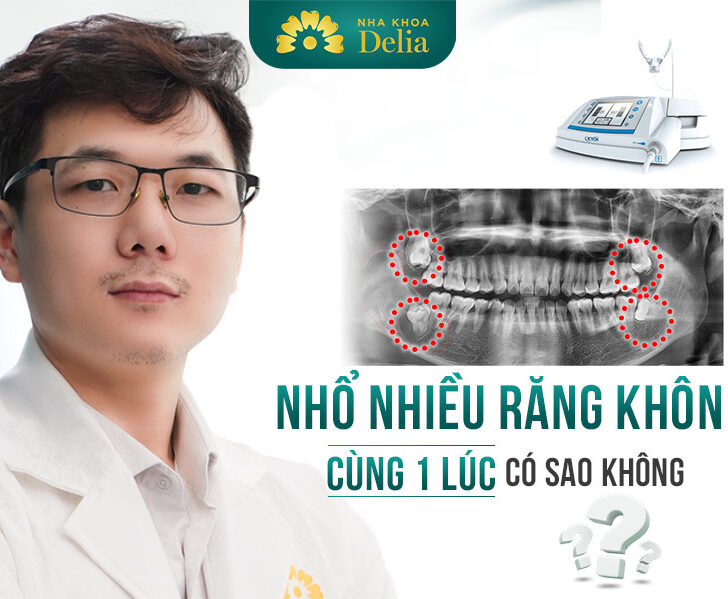 NHA KHOA
Delia
NHỔ NHIỀU RĂNG KHÔN
CÙNG 1 LÚC CÓ SAO KHÔNG
???